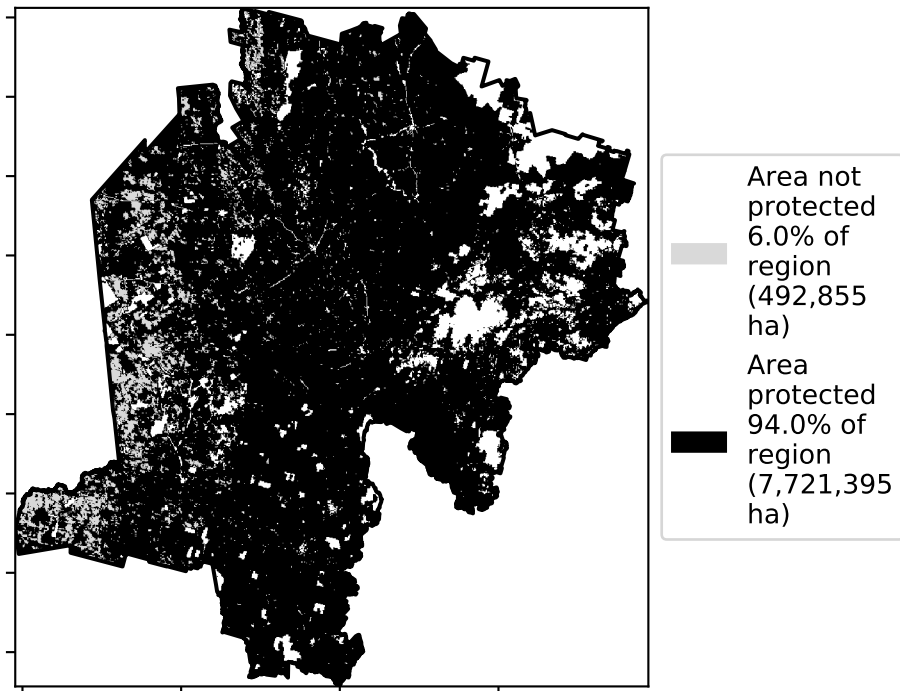 Area not
protected
6.0% of
region
(492,855
ha)
Area
protected
94.0% of
region
(7,721,395
ha)